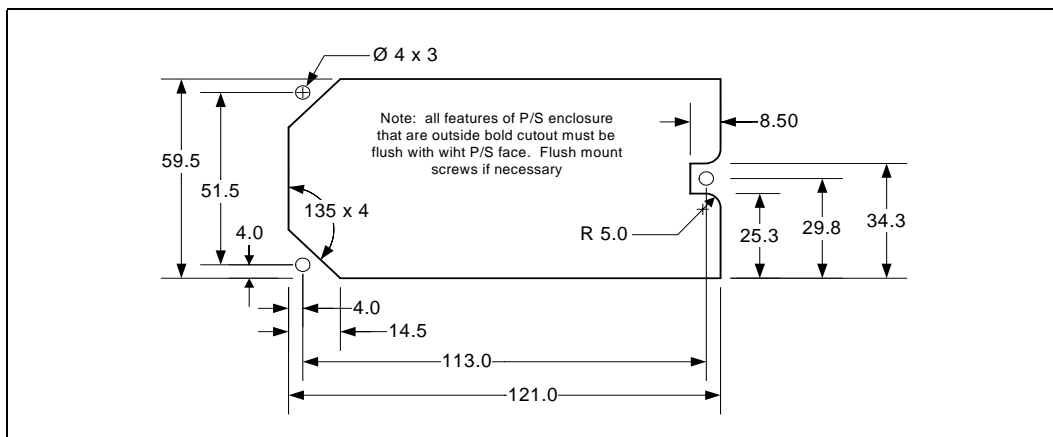 Ø 4 x 3
Note: all features of P/S enclosure
that are outside bold cutout must be
flush with wiht P/S face. Flush mount
screws if necessary
8.50
59.5
51.5
135 x 4
4.0
R 5.0
25.3
29.8
34.3
4.0
14.5
113.0
121.0